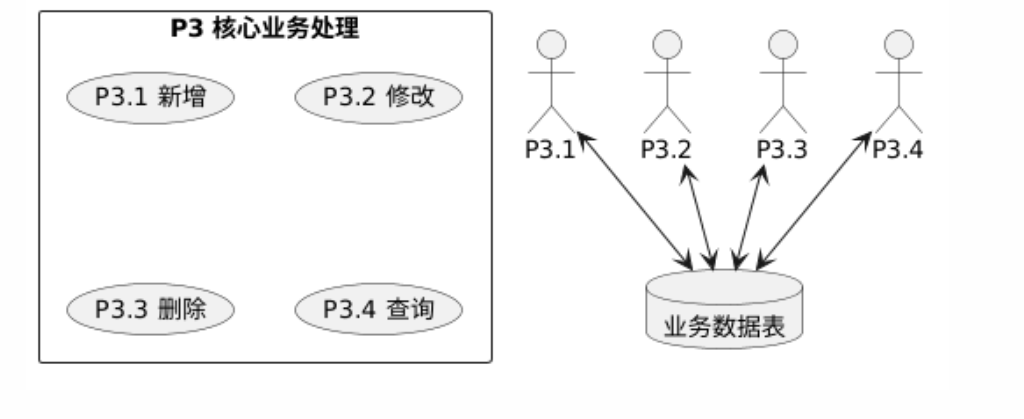 P3 核心业务处理
P3.1 新增
P3.2 修改
P3.3 删除
P3.4 查询
P3.1
P3.2
P3.3
P3.4
业务数据表